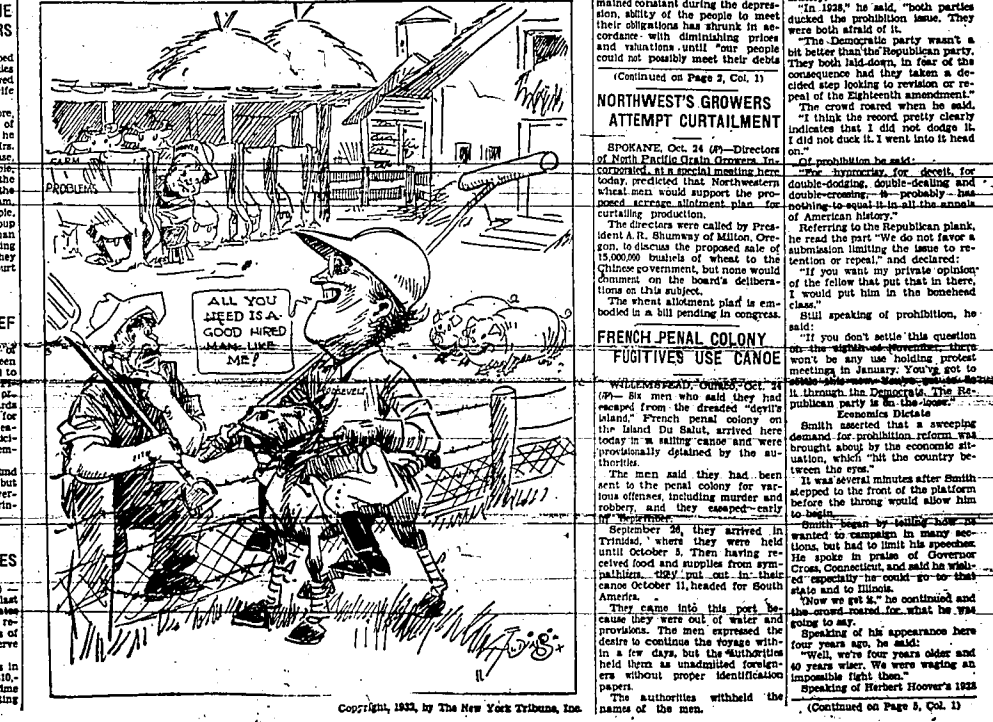 FARM
PROBLEMS
HOOVER
ALL YOU
NEED IS A
GOOD HIRED
MAN LIKE
ME!
Copyright, 1932, by The New York Tribune, Inc.
mained constant during the depres-
sion, ability of the people to meet
their obligations has shrunk in ac-
cordance with diminishing prices
and valuations until "our people
could not possibly meet their debts
(Continued on Page 2, Col. 1)
NORTHWEST'S GROWERS
ATTEMPT CURTAILMENT
SPOKANE, Oct. 24 (AP)—Directors
of North Pacific Grain Growers, In-
corporated, at a special meeting here
today, predicted that Northwestern
wheat men would support the pro-
posed acreage allotment plan for
curtailing production.
The directors were called by Pres-
ident A.R. Shumway of Milton, Ore-
gon, to discuss the proposed sale of
15,000,000 bushels of wheat to the
Chinese government, but none would
comment on the board's delibera-
tions on this subject.
The wheat allotment plan is em-
bodied in a bill pending in congress.
FRENCH PENAL COLONY
FUGITIVES USE CANOE
WILLEMSTEAD, Curaco, Oct. 24
(AP)— Six men who said they had
escaped from the dreaded "devil's
island," French penal colony on
the Island Du Salut, arrived here
today in a sailing canoe and were
provisionally detained by the au-
thorities.
The men said they had been
sent to the penal colony for var-
ious offenses, including murder and
robbery, and they escaped early
in September.
September 26, they arrived in
Trinidad, where they were held
until October 5. Then having re-
ceived food and supplies from sym-
pathizers, they put out in their
canoe October 11, headed for South
America.
They came into this port be-
cause they were out of water and
provisions. The men expressed the
desire to continue the voyage with-
in a few days, but the authorities
held them as unadmitted foreign-
ers without proper identification
papers.
The authorities withheld the
names of the men.
"In 1928," he said, "both parties
ducked the prohibition issue. They
were both afraid of it.
"The Democratic party wasn't a
bit better than the Republican party.
They both laid down, in fear of the
consequence had they taken a de-
cided step looking to revision or re-
peal of the Eighteenth amendment."
The crowd roared when he said,
"I think the record pretty clearly
indicates that I did not dodge it.
I did not duck it. I went into it head
on."
Of prohibition he said:
"For hypocrisy, for deceit, for
double-dodging, double-dealing and
double-crossing, it probably has
nothing to equal it in all the annals
of American history."
Referring to the Republican plank,
he read the part "We do not favor a
submission limiting the issue to re-
tention or repeal," and declared:
"If you want my private opinion
of the fellow that put that in there,
I would put him in the bonehead
class."
Still speaking of prohibition, he
said:
"If you don't settle this question
on the eighth of November, there
won't be any use holding protest
meetings in January. You've got to
it through the Democrats. The Re-
publican party is on the loose."
Economics Dictate
Smith asserted that a sweeping
demand for prohibition reform was
brought about by the economic sit-
uation, which "hit the country be-
tween the eyes."
It was several minutes after Smith
stepped to the front of the platform
before the throng would allow him
to begin.
Smith began by telling how he
wanted to campaign in many sec-
tions, but had to limit his speeches.
He spoke in praise of Governor
Cross, Connecticut, and said he wish-
ed especially he could go to that
state and to Illinois.
"Now we get it," he continued and
the crowd roared for what he was
going to say.
Speaking of his appearance here
four years ago, he said:
"Well, we're four years older and
40 years wiser. We were waging an
impossible fight then."
Speaking of Herbert Hoover's 1928
(Continued on Page 5, Col. 1)